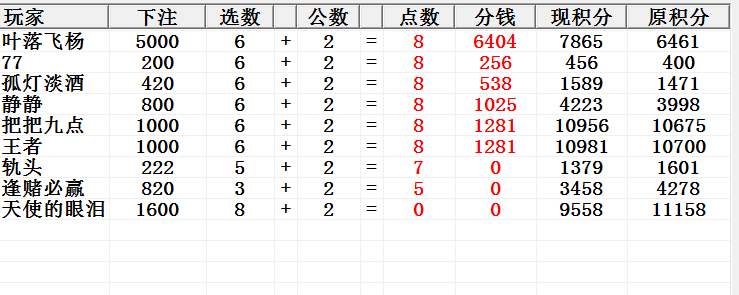 玩家 下注 选数 公数 点数 分钱 现积分 原积分
叶落飞杨 5000 6 + 2 = 8 6404 7865 6461
77 200 6 + 2 = 8 256 456 400
孤灯淡酒 420 6 + 2 = 8 538 1589 1471
静静 800 6 + 2 = 8 1025 4223 3998
把把九点 1000 6 + 2 = 8 1281 10956 10675
王者 1000 6 + 2 = 8 1281 10981 10700
轨头 222 5 + 2 = 7 0 1379 1601
逢赌必赢 820 3 + 2 = 5 0 3458 4278
天使的眼泪 1600 8 + 2 = 0 0 9558 11158